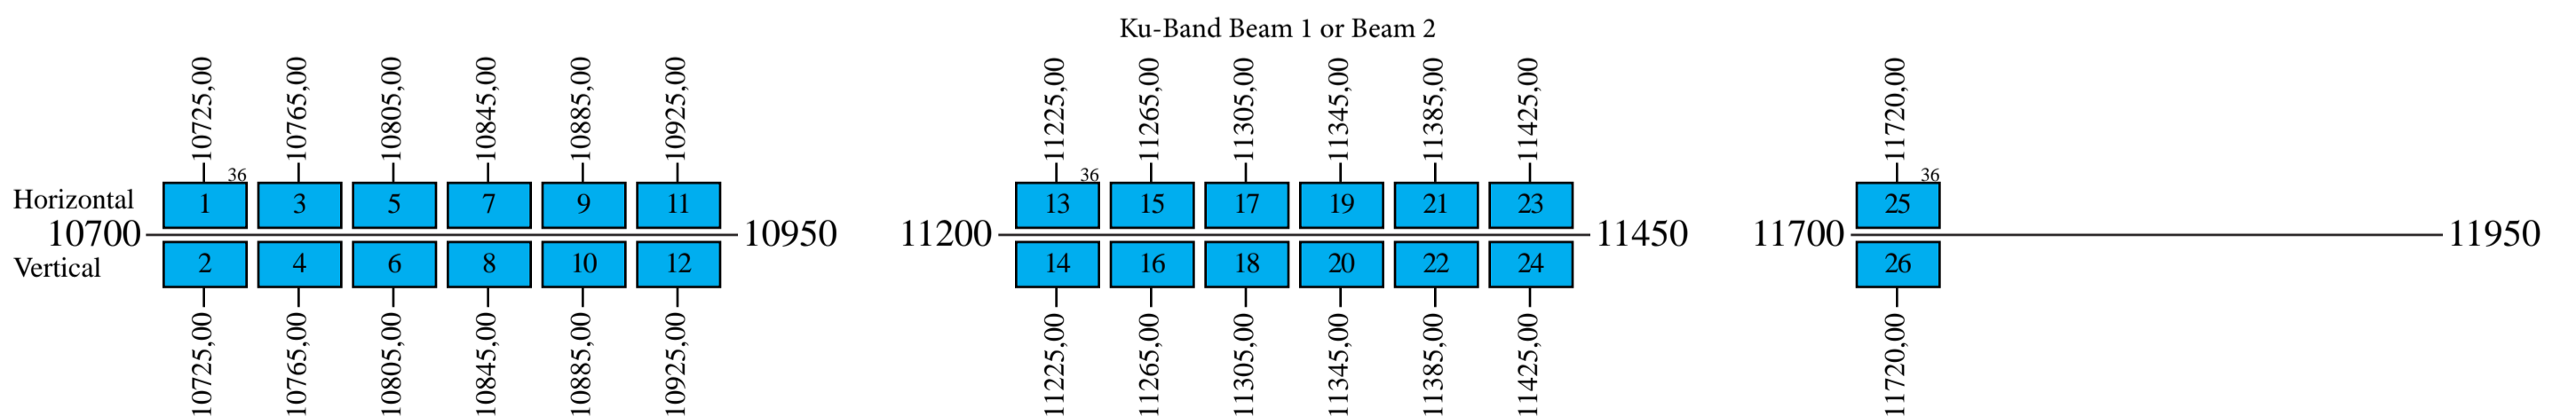 Ku-Band Beam 1 or Beam 2
10725,00 10765,00 10805,00 10845,00 10885,00 10925,00 11225,00 11265,00 11305,00 11345,00 11385,00 11425,00 11720,00
36 36 36
Horizontal 1 3 5 7 9 11 13 15 17 19 21 23 25
10700 10950 11200 11450 11700 11950
Vertical 2 4 6 8 10 12 14 16 18 20 22 24 26
10725,00 10765,00 10805,00 10845,00 10885,00 10925,00 11225,00 11265,00 11305,00 11345,00 11385,00 11425,00 11720,00